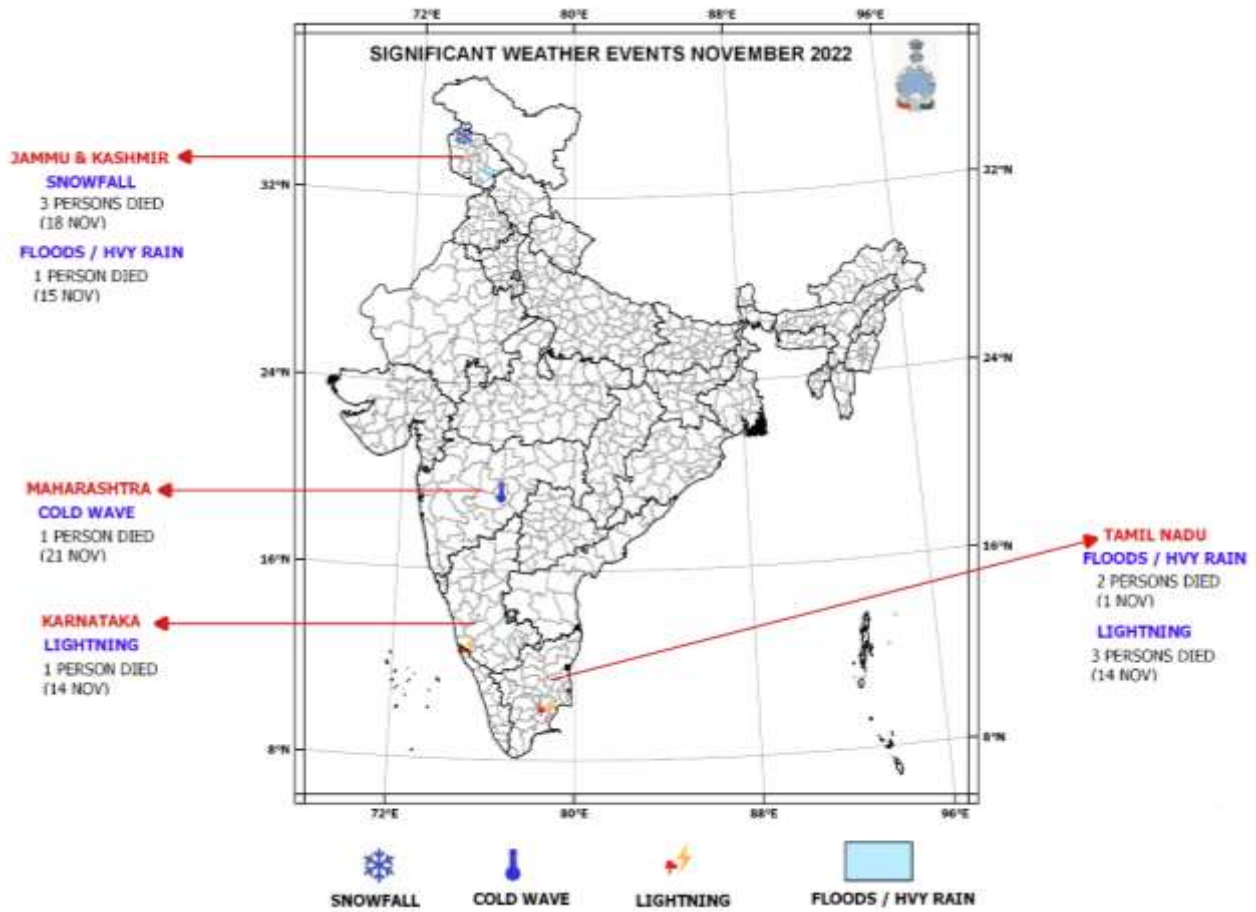 72°E 80°E 88°E 96°E
SIGNIFICANT WEATHER EVENTS NOVEMBER 2022
JAMMU & KASHMIR
SNOWFALL
3 PERSONS DIED
(18 NOV)
FLOODS / HVY RAIN
1 PERSON DIED
(15 NOV)
32°N 32°N
24°N 24°N
MAHARASHTRA
COLD WAVE
1 PERSON DIED
(21 NOV)
16°N 16°N
TAMIL NADU
FLOODS / HVY RAIN
2 PERSONS DIED
(1 NOV)
LIGHTNING
3 PERSONS DIED
(14 NOV)
KARNATAKA
LIGHTNING
1 PERSON DIED
(14 NOV)
8°N 8°N
72°E 80°E 88°E 96°E
SNOWFALL COLD WAVE LIGHTNING FLOODS / HVY RAIN